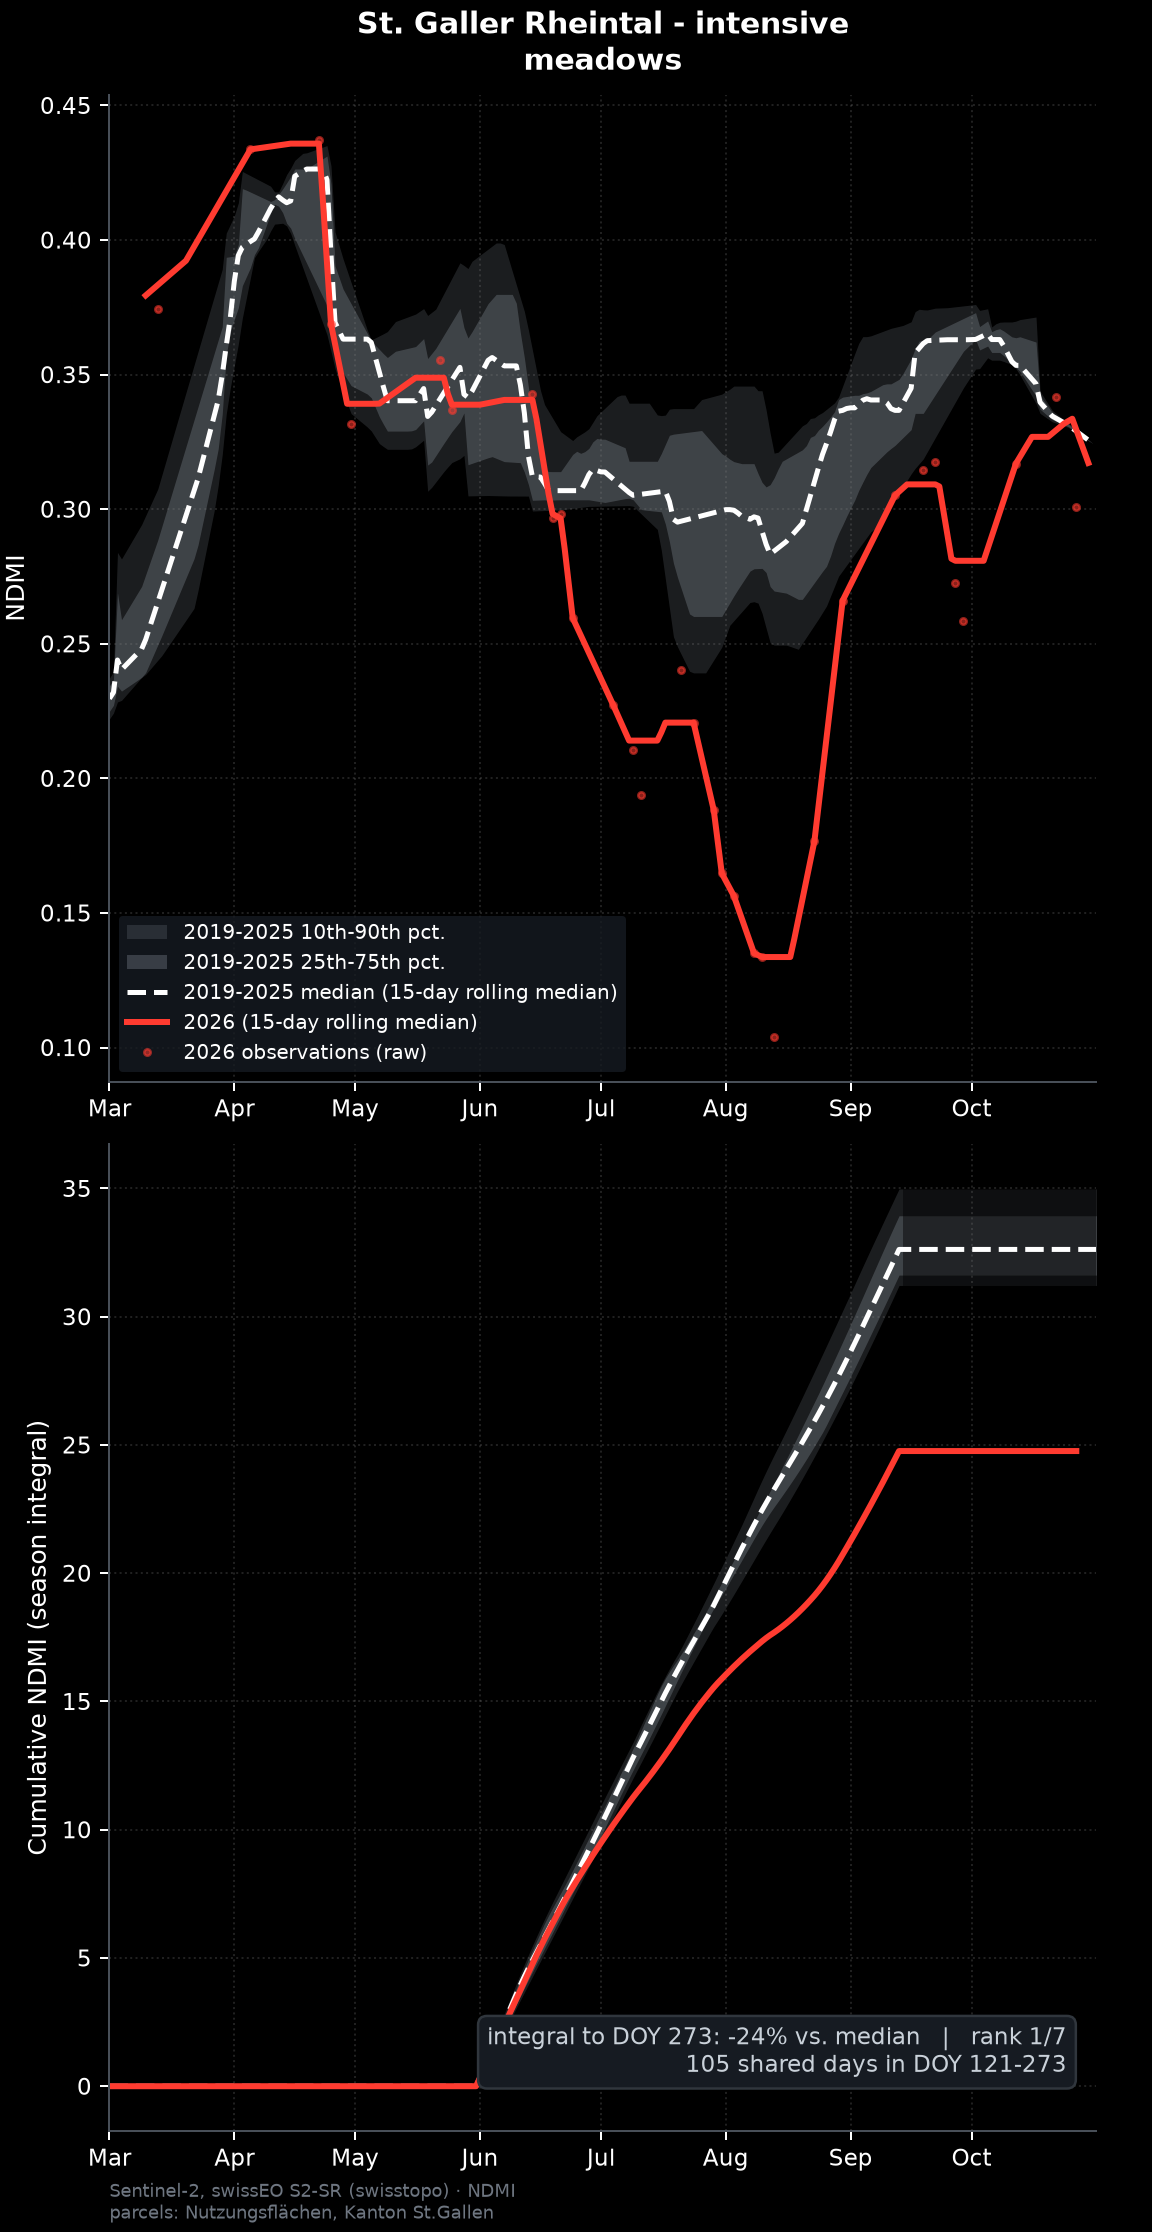 St. Galler Rheintal - intensive
meadows
0.45
0.40
0.35
0.30
0.25
0.20
0.15
0.10
NDMI
2019-2025 10th-90th pct.
2019-2025 25th-75th pct.
2019-2025 median (15-day rolling median)
2026 (15-day rolling median)
2026 observations (raw)
Mar Apr May Jun Jul Aug Sep Oct
35
30
25
20
15
10
5
0
Cumulative NDMI (season integral)
integral to DOY 273: -24% vs. median | rank 1/7
105 shared days in DOY 121-273
Mar Apr May Jun Jul Aug Sep Oct
Sentinel-2, swissEO S2-SR (swisstopo) · NDMI
parcels: Nutzungsflächen, Kanton St.Gallen